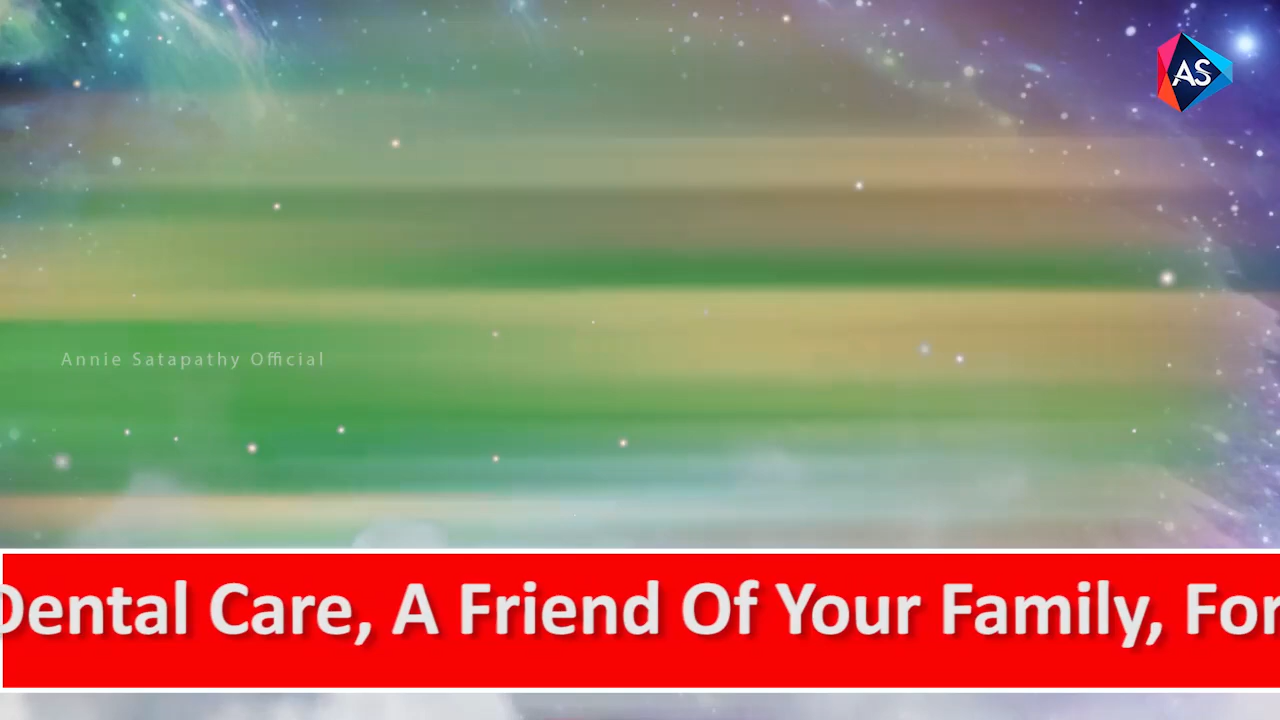 AS
Annie Satapathy Official
Dental Care, A Friend Of Your Family, For